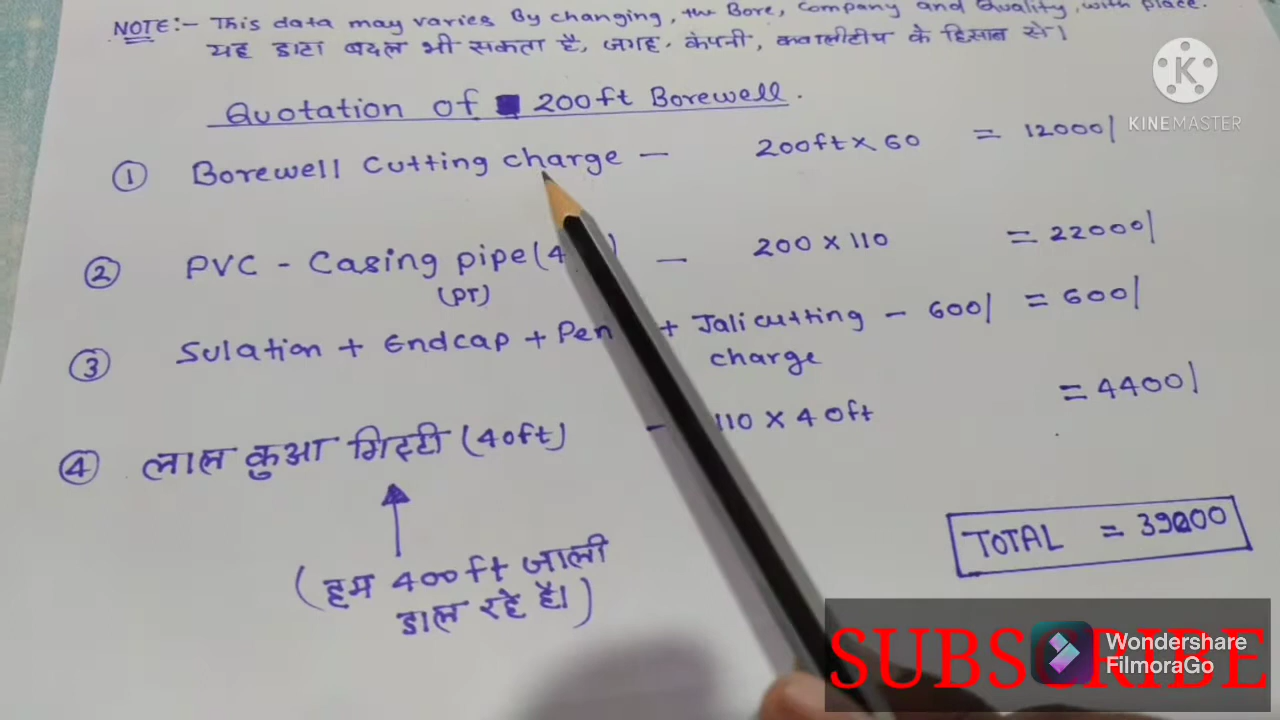 NOTE:- This data may varies By changing, the Bore, Company and Quality, with place.
यह डाटा बदल भी सकता है, जगह, कंपनी, क्वालीटीय के हिसाब से।
Quotation of 200ft Borewell.
① Borewell Cutting charge - 200ft x 60 = 12000/
② PVC - Casing pipe (4 - 200 x 110 = 22000/
(PT)
③ Sulation + Endcap + Pen + Jali cutting - 600/ = 600/
charge
④ लाल कुआ गिट्टी (40ft) - 110 x 40ft = 4400/
(हम 400ft जाली
डाल रहे है।)
TOTAL = 39000
K
KINEMASTER
SUBSCRIBE
Wondershare
FilmoraGo